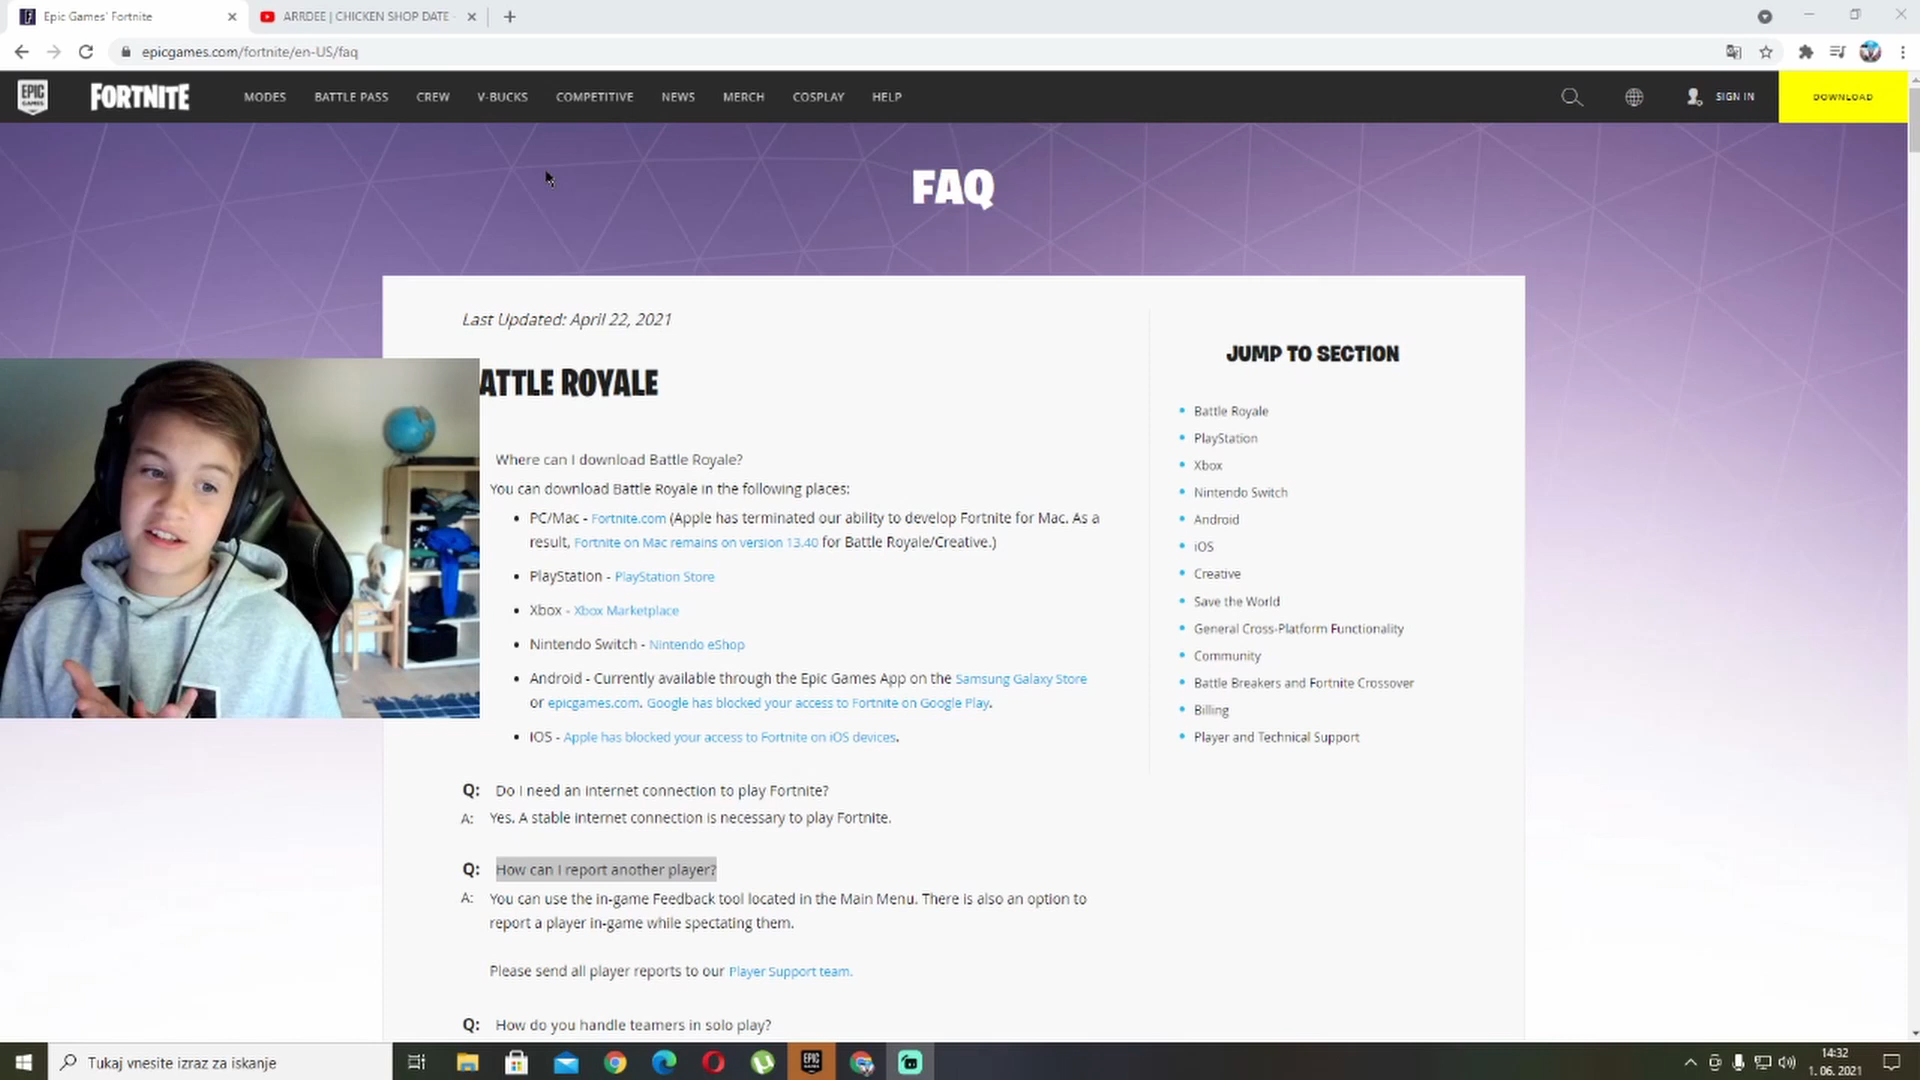 Epic Games' Fortnite
ARRDEE | CHICKEN SHOP DATE
epicgames.com/fortnite/en-US/faq
EPIC GAMES
FORTNITE
MODES BATTLE PASS CREW V-BUCKS COMPETITIVE NEWS MERCH COSPLAY HELP
SIGN IN
DOWNLOAD
FAQ
Last Updated: April 22, 2021
ATTLE ROYALE
Where can I download Battle Royale?
You can download Battle Royale in the following places:
• PC/Mac - Fortnite.com (Apple has terminated our ability to develop Fortnite for Mac. As a
result, Fortnite on Mac remains on version 13.40 for Battle Royale/Creative.)
• PlayStation - PlayStation Store
• Xbox - Xbox Marketplace
• Nintendo Switch - Nintendo eShop
• Android - Currently available through the Epic Games App on the Samsung Galaxy Store
or epicgames.com. Google has blocked your access to Fortnite on Google Play.
• IOS - Apple has blocked your access to Fortnite on iOS devices.
Q: Do I need an internet connection to play Fortnite?
A: Yes. A stable internet connection is necessary to play Fortnite.
Q: How can I report another player?
A: You can use the in-game Feedback tool located in the Main Menu. There is also an option to
report a player in-game while spectating them.
Please send all player reports to our Player Support team.
Q: How do you handle teamers in solo play?
JUMP TO SECTION
• Battle Royale
• PlayStation
• Xbox
• Nintendo Switch
• Android
• iOS
• Creative
• Save the World
• General Cross-Platform Functionality
• Community
• Battle Breakers and Fortnite Crossover
• Billing
• Player and Technical Support
Tukaj vnesite izraz za iskanje
EPIC
14:32
1. 06. 2021